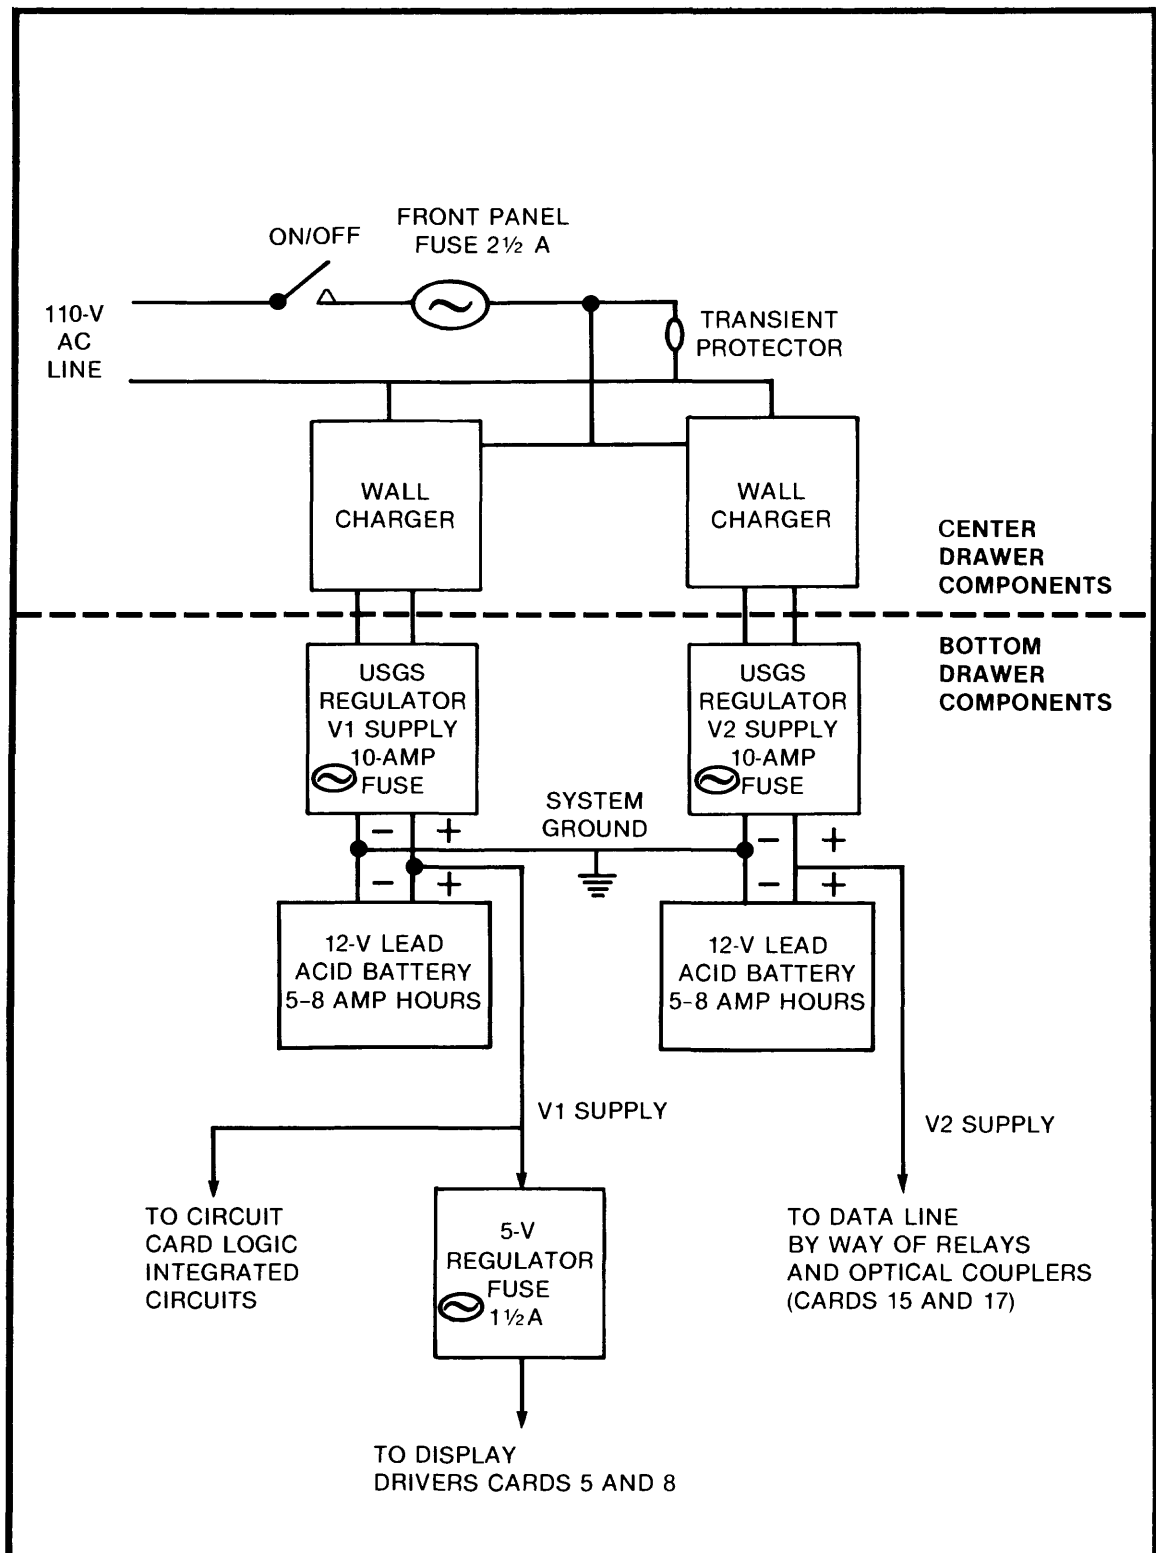 FRONT PANEL
FUSE 2½ A
ON/OFF
110-V
AC
LINE
TRANSIENT
PROTECTOR
WALL
CHARGER
WALL
CHARGER
CENTER
DRAWER
COMPONENTS
BOTTOM
DRAWER
COMPONENTS
USGS
REGULATOR
V1 SUPPLY
10-AMP
FUSE
USGS
REGULATOR
V2 SUPPLY
10-AMP
FUSE
SYSTEM
GROUND
− +
− +
− +
− +
12-V LEAD
ACID BATTERY
5-8 AMP HOURS
12-V LEAD
ACID BATTERY
5-8 AMP HOURS
V1 SUPPLY
V2 SUPPLY
TO CIRCUIT
CARD LOGIC
INTEGRATED
CIRCUITS
5-V
REGULATOR
FUSE
1½A
TO DATA LINE
BY WAY OF RELAYS
AND OPTICAL COUPLERS
(CARDS 15 AND 17)
TO DISPLAY
DRIVERS CARDS 5 AND 8